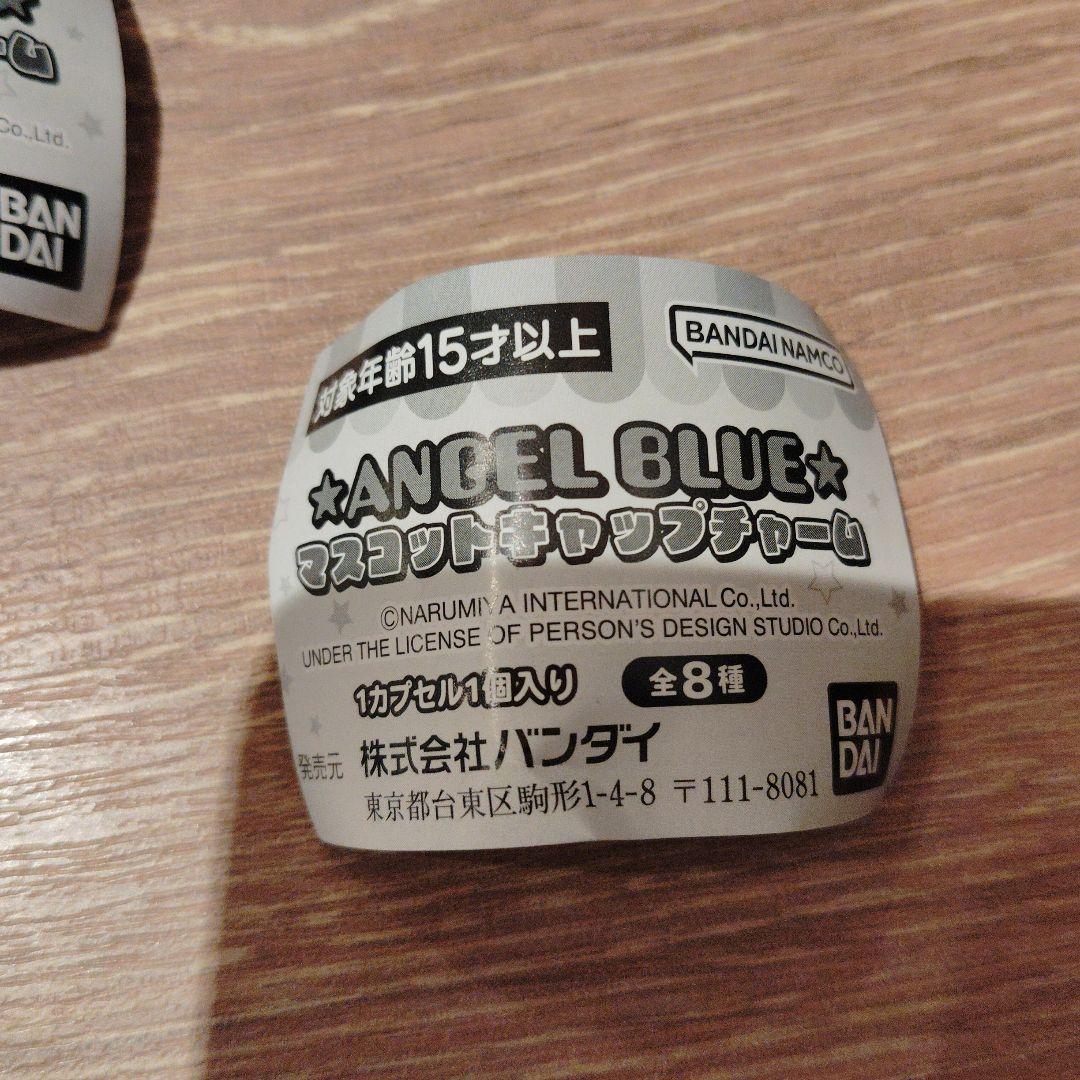 ーム
Co.,Ltd.
BAN
DAI
対象年齢15才以上
BANDAI NAMCO
★ANGEL BLUE★
マスコットキャップチャーム
©NARUMIYA INTERNATIONAL Co.,Ltd.
UNDER THE LICENSE OF PERSON'S DESIGN STUDIO Co.,Ltd.
1カプセル1個入り 全8種
発売元 株式会社バンダイ
東京都台東区駒形1-4-8 〒111-8081
BAN
DAI